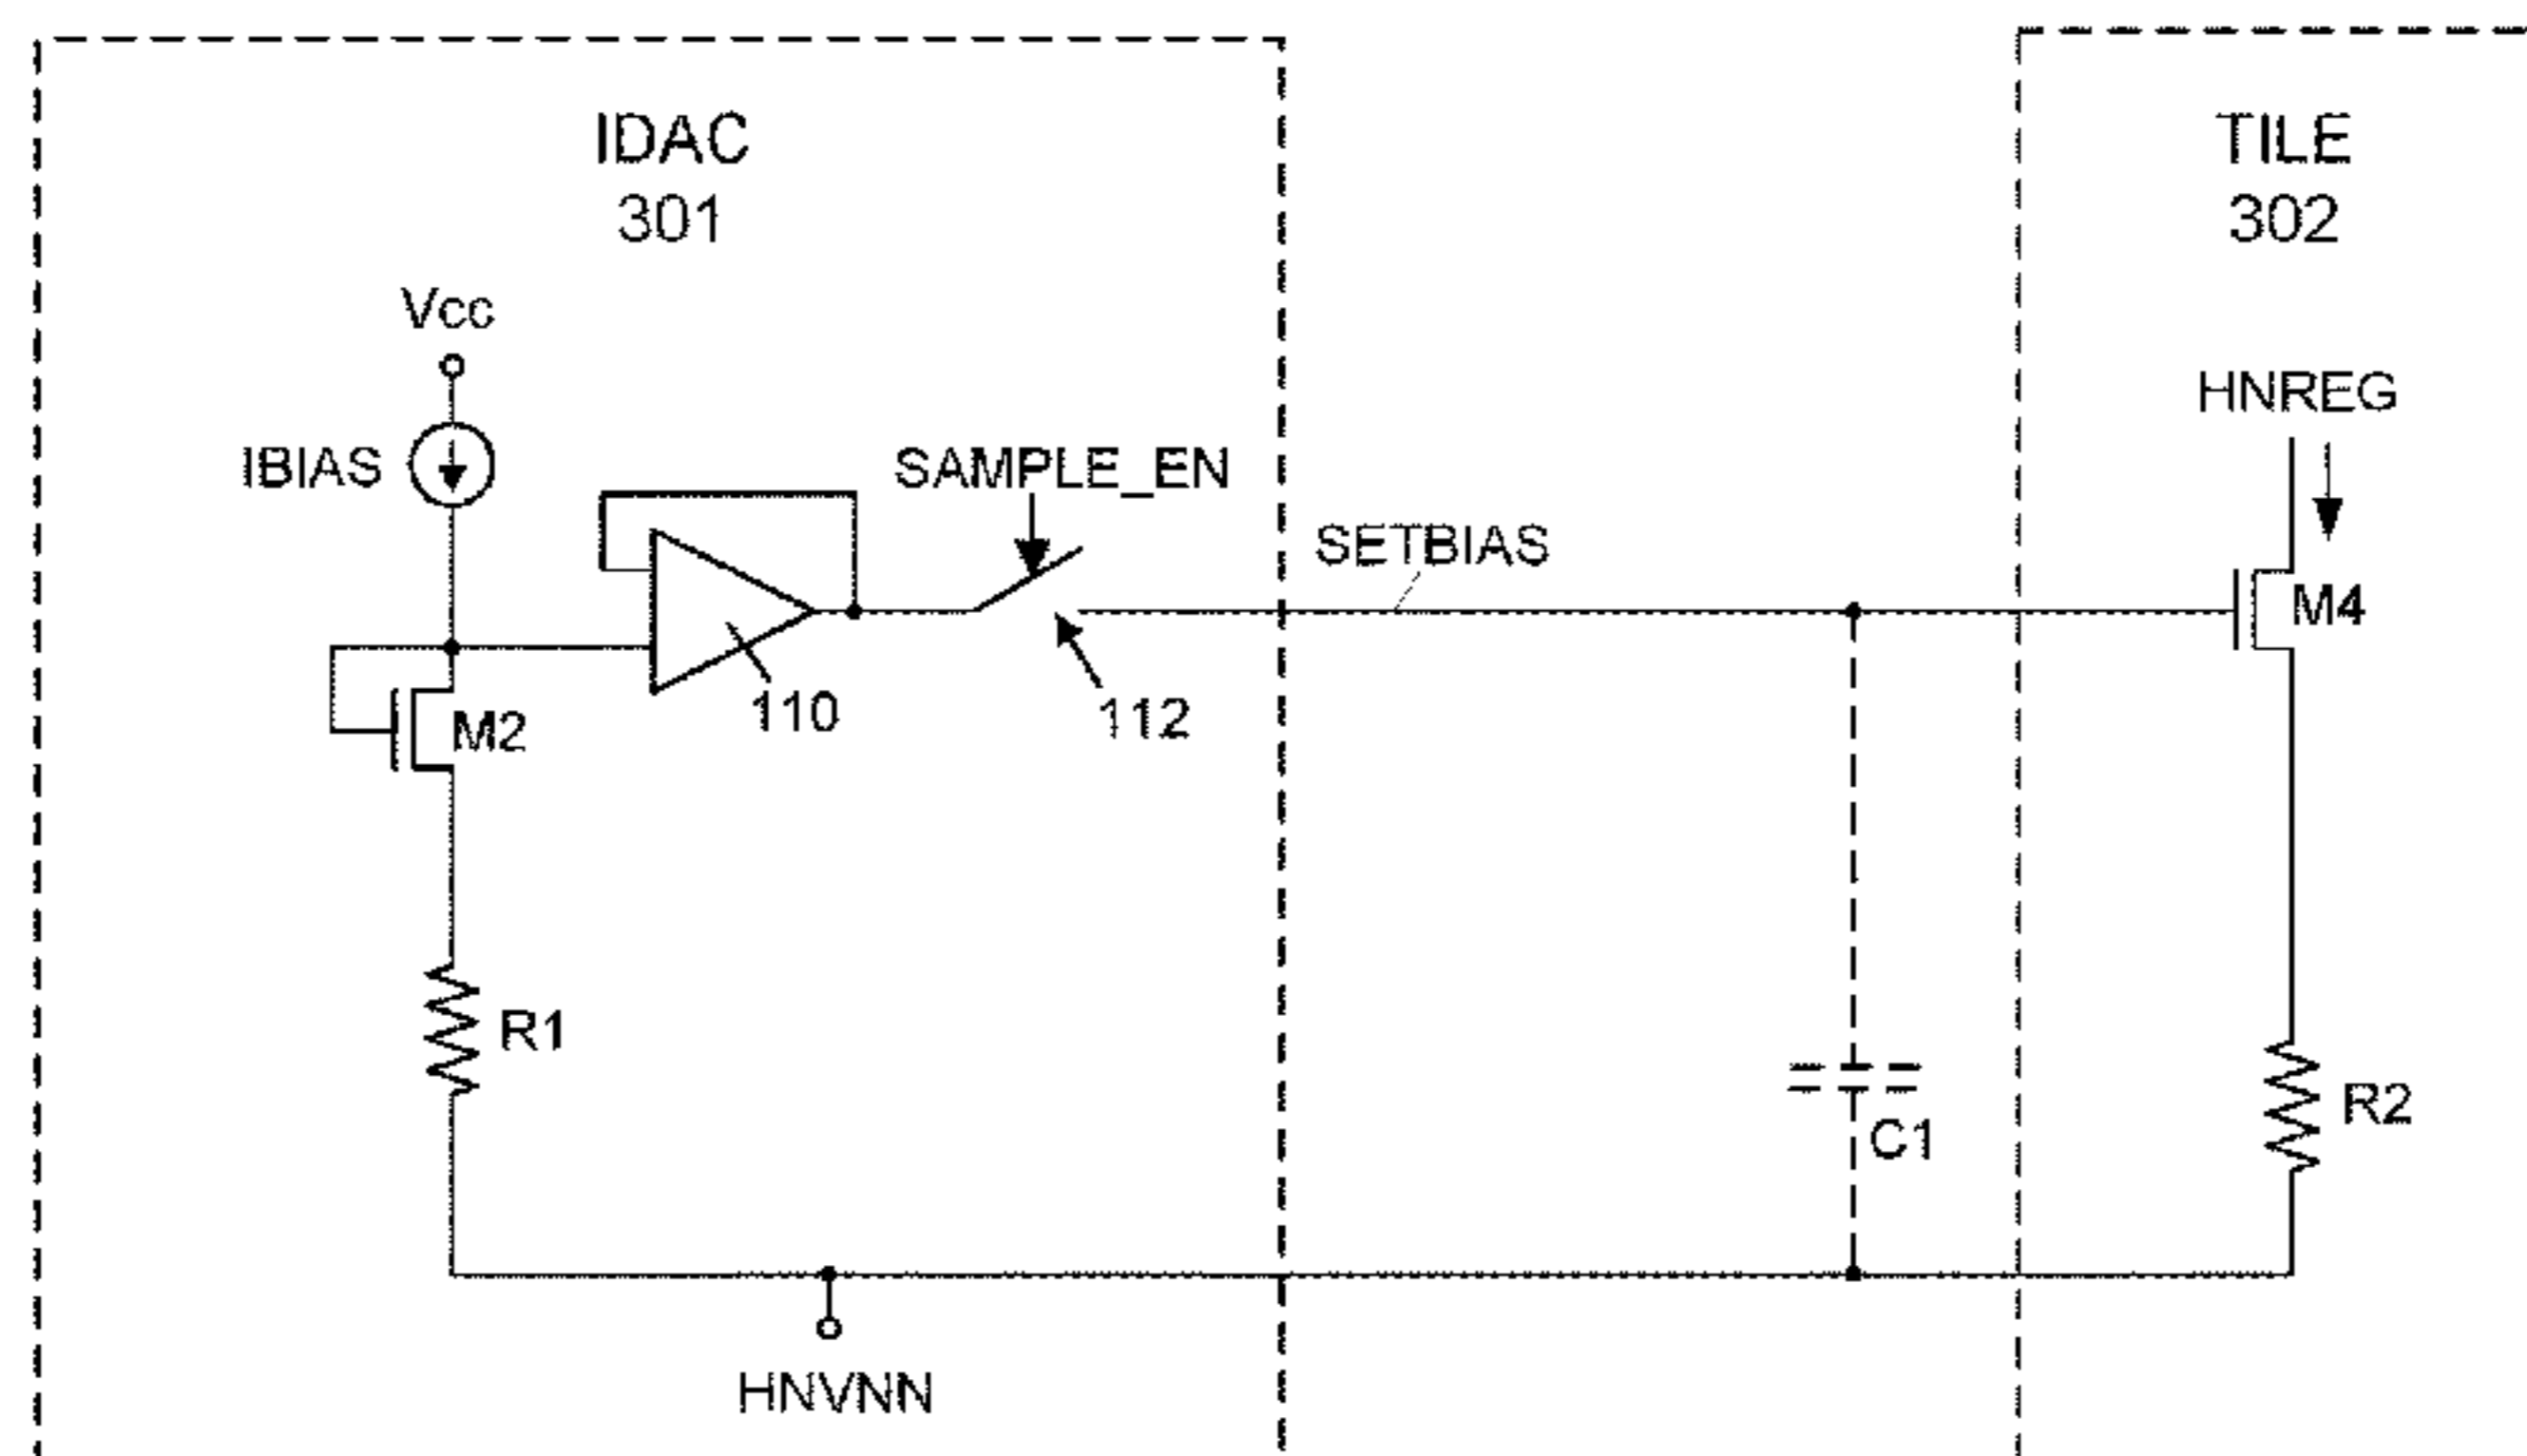 IDAC
301
TILE
302
Vcc
HNREG
IBIAS
SAMPLE_EN
SETBIAS
M4
M2
110
112
R1
R2
C1
HNVNN